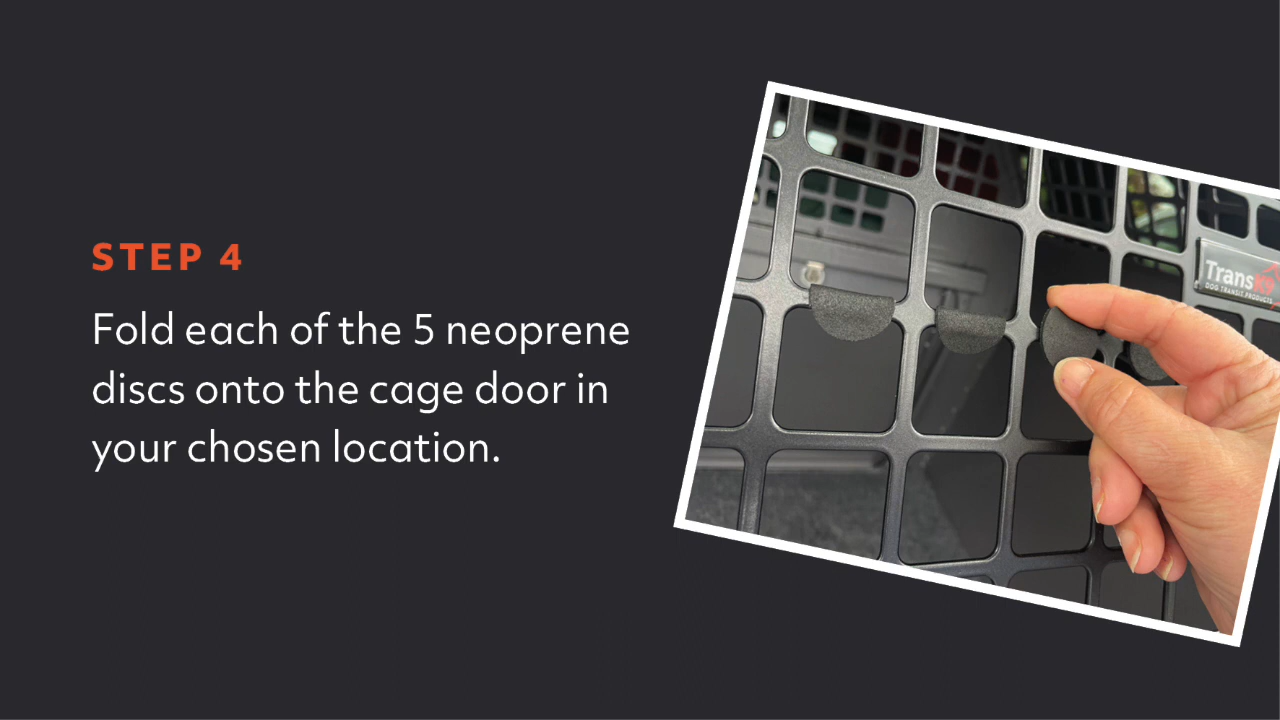 STEP 4
Fold each of the 5 neoprene
discs onto the cage door in
your chosen location.
TransK9
DOG TRANSIT PRODUCTS